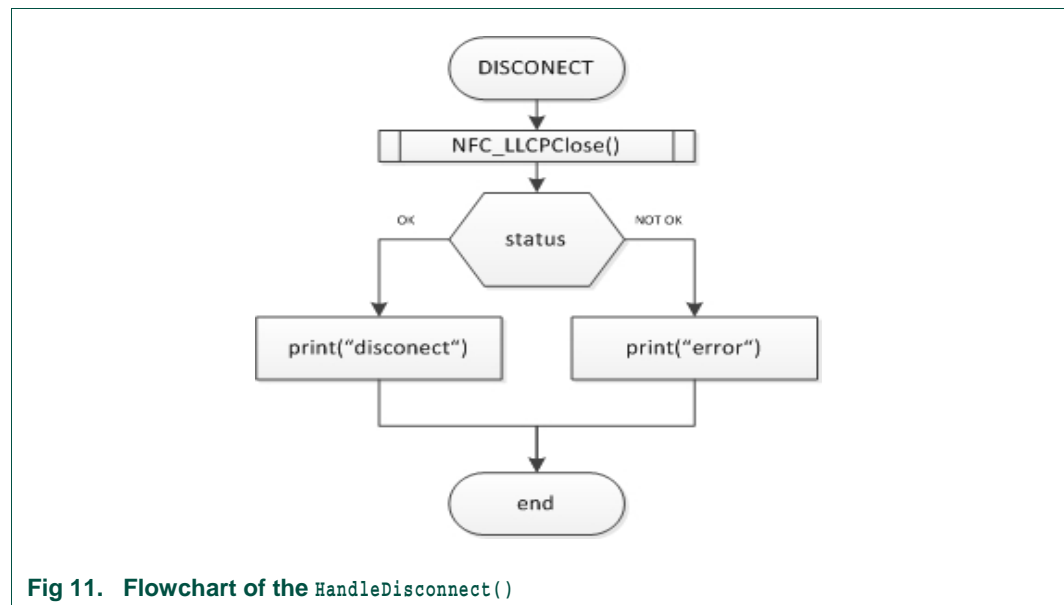 DISCONECT
NFC_LLCPClose()
status
OK
NOT OK
print(“disconect“)
print(“error“)
end
Fig 11. Flowchart of the HandleDisconnect()